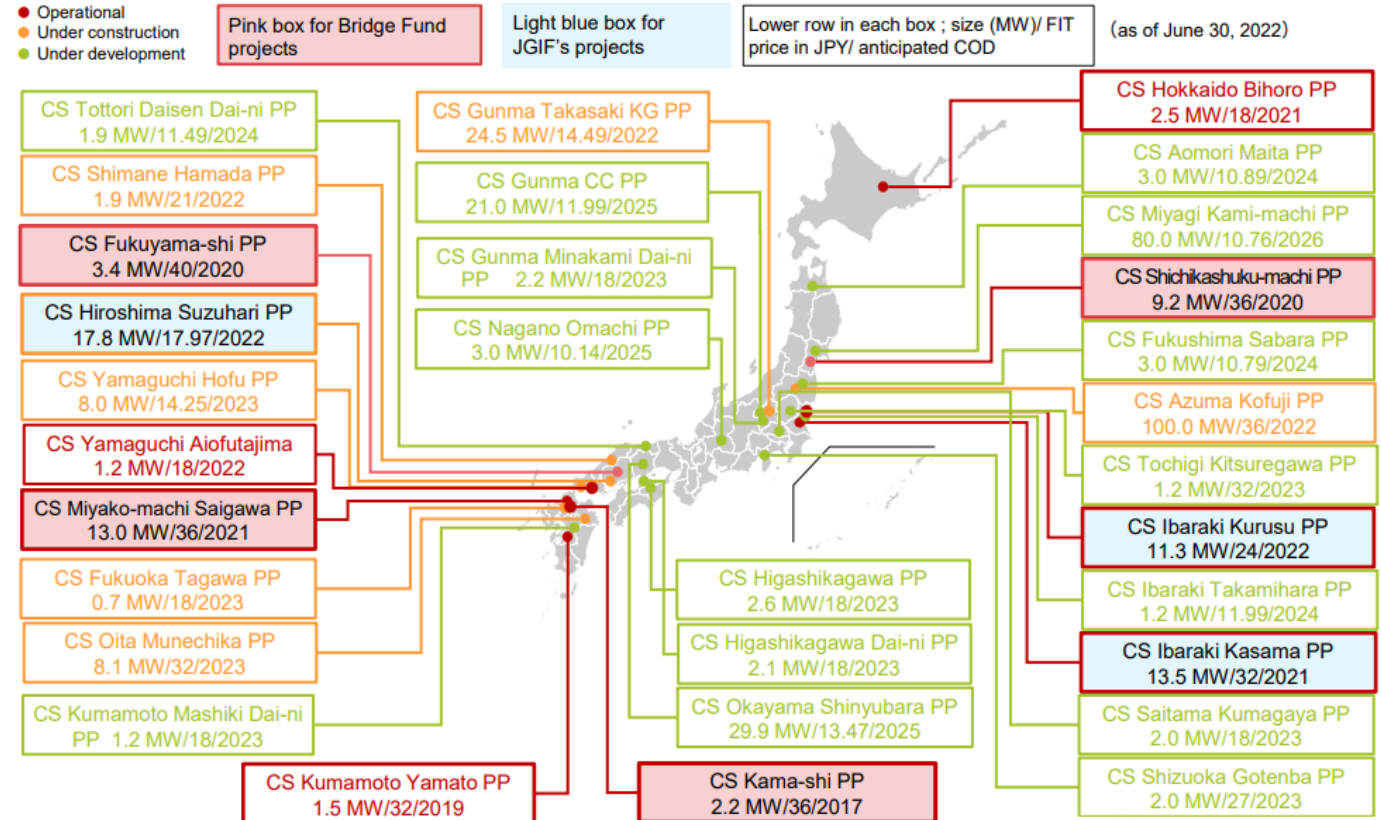 Operational
Under construction
Under development
Pink box for Bridge Fund
projects
Light blue box for
JGIF's projects
Lower row in each box ; size (MW)/ FIT
price in JPY/ anticipated COD
(as of June 30, 2022)
CS Tottori Daisen Dai-ni PP
1.9 MW/11.49/2024
CS Shimane Hamada PP
1.9 MW/21/2022
CS Fukuyama-shi PP
3.4 MW/40/2020
CS Hiroshima Suzuhari PP
17.8 MW/17.97/2022
CS Yamaguchi Hofu PP
8.0 MW/14.25/2023
CS Yamaguchi Aiofutajima
1.2 MW/18/2022
CS Miyako-machi Saigawa PP
13.0 MW/36/2021
CS Fukuoka Tagawa PP
0.7 MW/18/2023
CS Oita Munechika PP
8.1 MW/32/2023
CS Kumamoto Mashiki Dai-ni
PP 1.2 MW/18/2023
CS Kumamoto Yamato PP
1.5 MW/32/2019
CS Gunma Takasaki KG PP
24.5 MW/14.49/2022
CS Gunma CC PP
21.0 MW/11.99/2025
CS Gunma Minakami Dai-ni
PP 2.2 MW/18/2023
CS Nagano Omachi PP
3.0 MW/10.14/2025
CS Higashikagawa PP
2.6 MW/18/2023
CS Higashikagawa Dai-ni PP
2.1 MW/18/2023
CS Okayama Shinyubara PP
29.9 MW/13.47/2025
CS Kama-shi PP
2.2 MW/36/2017
CS Hokkaido Bihoro PP
2.5 MW/18/2021
CS Aomori Maita PP
3.0 MW/10.89/2024
CS Miyagi Kami-machi PP
80.0 MW/10.76/2026
CS Shichikashuku-machi PP
9.2 MW/36/2020
CS Fukushima Sabara PP
3.0 MW/10.79/2024
CS Azuma Kofuji PP
100.0 MW/36/2022
CS Tochigi Kitsuregawa PP
1.2 MW/32/2023
CS Ibaraki Kurusu PP
11.3 MW/24/2022
CS Ibaraki Takamihara PP
1.2 MW/11.99/2024
CS Ibaraki Kasama PP
13.5 MW/32/2021
CS Saitama Kumagaya PP
2.0 MW/18/2023
CS Shizuoka Gotenba PP
2.0 MW/27/2023